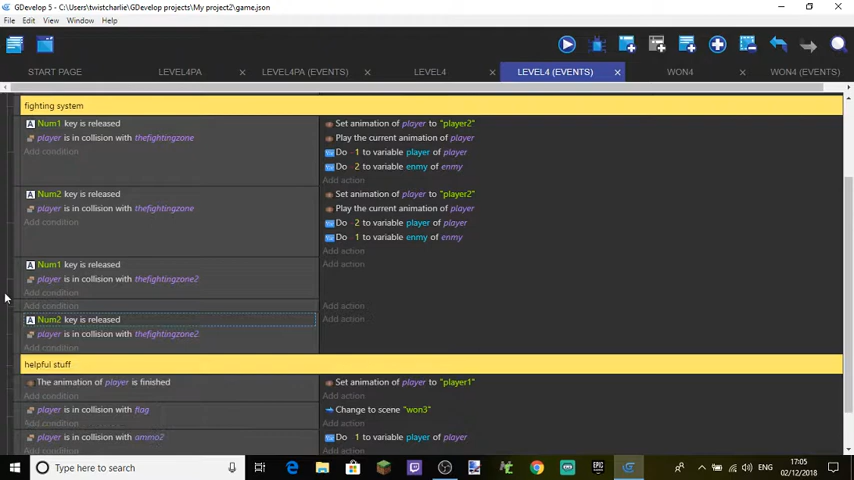 GDevelop 5 - C:\Users\twistcharlie\GDevelop projects\My project2\game.json
File Edit View Window Help
START PAGE LEVEL4PA LEVEL4PA (EVENTS) LEVEL4 LEVEL4 (EVENTS) WON4 WON4 (EVENTS)
fighting system
Num1 key is released
player is in collision with thefightingzone
Add condition
Set animation of player to "player2"
Play the current animation of player
Do -1 to variable player of player
Do -2 to variable enmy of enmy
Add action
Num2 key is released
player is in collision with thefightingzone
Add condition
Set animation of player to "player2"
Play the current animation of player
Do -2 to variable player of player
Do -1 to variable enmy of enmy
Add action
Num1 key is released
player is in collision with thefightingzone2
Add condition
Add action
Add condition
Add action
Num2 key is released
player is in collision with thefightingzone2
Add condition
Add action
helpful stuff
The animation of player is finished
Add condition
Set animation of player to "player1"
Add action
player is in collision with flag
Add condition
Change to scene "won3"
Add action
player is in collision with ammo2
Add condition
Do 1 to variable player of player
Add action
Type here to search
ENG
17:05
02/12/2018